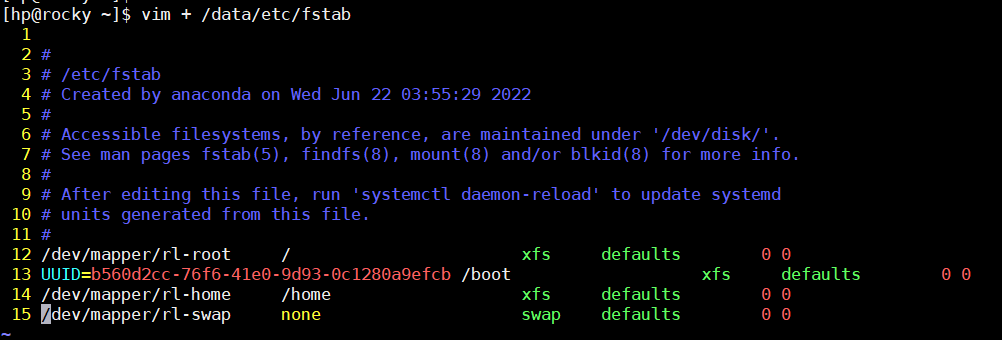 [hp@rocky ~]$ vim + /data/etc/fstab
1
2 #
3 # /etc/fstab
4 # Created by anaconda on Wed Jun 22 03:55:29 2022
5 #
6 # Accessible filesystems, by reference, are maintained under '/dev/disk/'.
7 # See man pages fstab(5), findfs(8), mount(8) and/or blkid(8) for more info.
8 #
9 # After editing this file, run 'systemctl daemon-reload' to update systemd
10 # units generated from this file.
11 #
12 /dev/mapper/rl-root / xfs defaults 0 0
13 UUID=b560d2cc-76f6-41e0-9d93-0c1280a9efcb /boot xfs defaults 0 0
14 /dev/mapper/rl-home /home xfs defaults 0 0
15 /dev/mapper/rl-swap none swap defaults 0 0
~